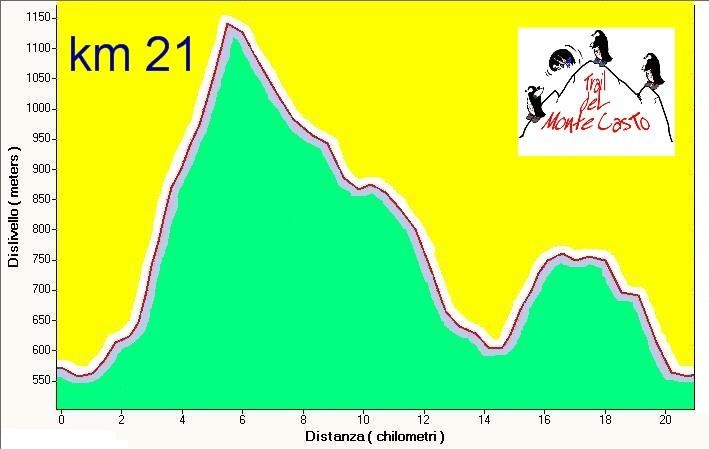 km 21
Trail
del
Monte Casto
Dislivello ( meters )
1150
1100
1050
1000
950
900
850
800
750
700
650
600
550
0 2 4 6 8 10 12 14 16 18 20
Distanza ( chilometri )